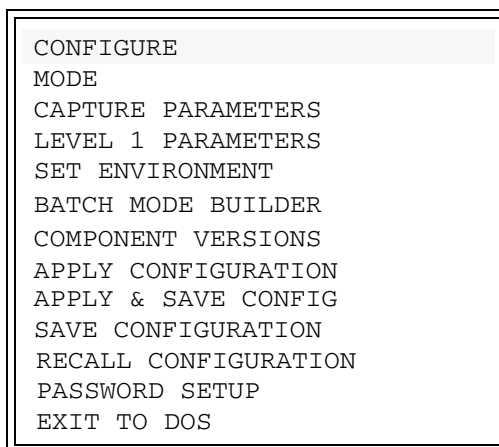 CONFIGURE
MODE
CAPTURE PARAMETERS
LEVEL 1 PARAMETERS
SET ENVIRONMENT
BATCH MODE BUILDER
COMPONENT VERSIONS
APPLY CONFIGURATION
APPLY & SAVE CONFIG
SAVE CONFIGURATION
RECALL CONFIGURATION
PASSWORD SETUP
EXIT TO DOS